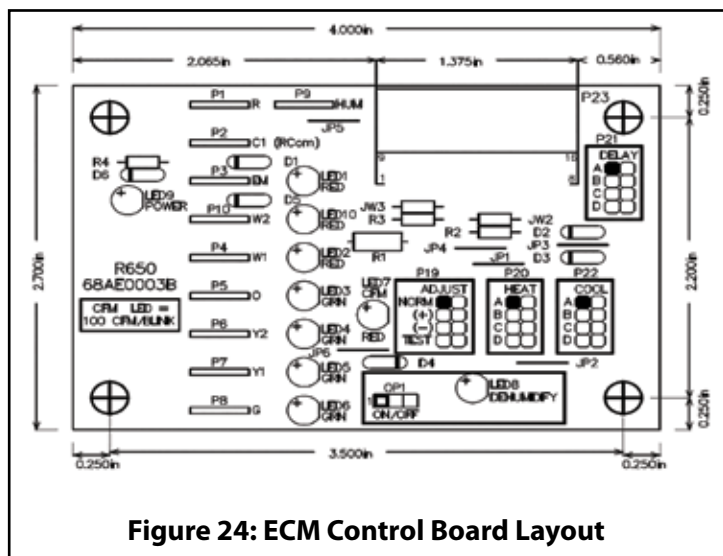 4.000in
2.065in
1.375in
0.560in
0.250in
P1 R
P9 HUM
JP5
P23
P21
DELAY
A
B
C
D
P2 C1 (RCom)
R4
D6
D1
P3 EM
LED1
RED
LED9
POWER
D5
P10 W2
LED10
RED
9
16
1
8
JW3
R3
JW2
R2
D2
R1
JP4
JP3
JP1
D3
2.700in
2.200in
P4 W1
LED2
RED
R650
68AE0003B
CFM LED =
100 CFM/BLINK
P5 O
LED3
GRN
LED7
CFM
RED
P19
ADJUST
NORM
(+)
(−)
TEST
P20
HEAT
A
B
C
D
P22
COOL
A
B
C
D
P6 Y2
LED4
GRN
JP6
P7 Y1
LED5
GRN
D4
JP2
P8 G
LED6
GRN
OP1
1
ON/OFF
LED8
DEHUMIDIFY
0.250in
0.250in
3.500in
0.250in
Figure 24: ECM Control Board Layout